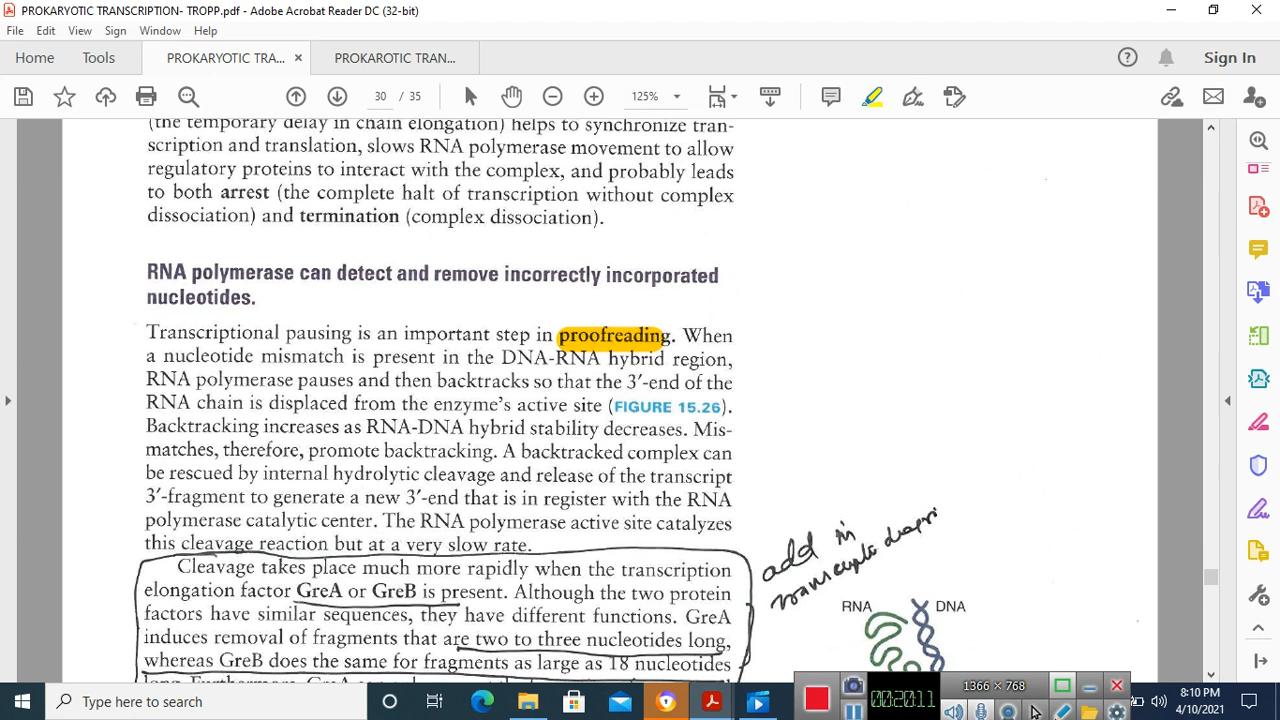 PROKARYOTIC TRANSCRIPTION- TROPP.pdf - Adobe Acrobat Reader DC (32-bit)
File Edit View Sign Window Help
Home Tools PROKARYOTIC TRA... × PROKAROTIC TRAN... Sign In
30 / 35 125%
(the temporary delay in chain elongation) helps to synchronize tran-
scription and translation, slows RNA polymerase movement to allow
regulatory proteins to interact with the complex, and probably leads
to both arrest (the complete halt of transcription without complex
dissociation) and termination (complex dissociation).
RNA polymerase can detect and remove incorrectly incorporated
nucleotides.
Transcriptional pausing is an important step in proofreading. When
a nucleotide mismatch is present in the DNA-RNA hybrid region,
RNA polymerase pauses and then backtracks so that the 3′-end of the
RNA chain is displaced from the enzyme's active site (FIGURE 15.26).
Backtracking increases as RNA-DNA hybrid stability decreases. Mis-
matches, therefore, promote backtracking. A backtracked complex can
be rescued by internal hydrolytic cleavage and release of the transcript
3′-fragment to generate a new 3′-end that is in register with the RNA
polymerase catalytic center. The RNA polymerase active site catalyzes
this cleavage reaction but at a very slow rate.
Cleavage takes place much more rapidly when the transcription
elongation factor GreA or GreB is present. Although the two protein
factors have similar sequences, they have different functions. GreA
induces removal of fragments that are two to three nucleotides long,
whereas GreB does the same for fragments as large as 18 nucleotides
add in
RNA DNA
1366 × 768
00:20:11
Type here to search
8:10 PM
4/10/2021